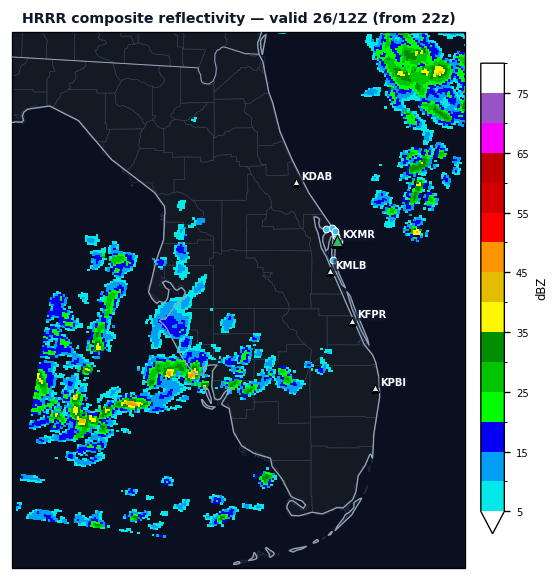 HRRR composite reflectivity — valid 26/12Z (from 22z)
KDAB
KXMR
KMLB
KFPR
KPBI
75
65
55
45
35
25
15
5
dBZ